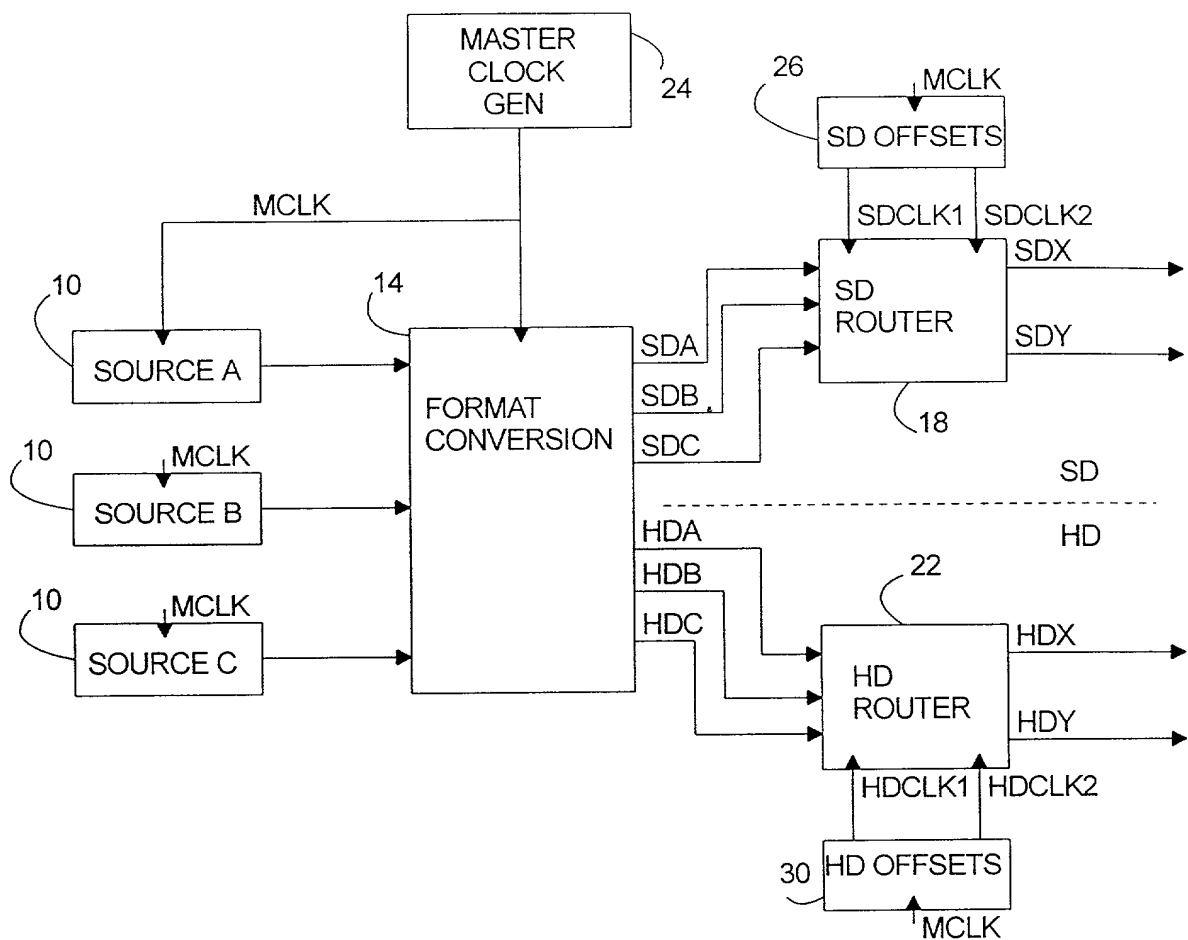 MASTER
CLOCK
GEN
24
26
MCLK
SD OFFSETS
MCLK
SDCLK1
SDCLK2
SDX
SDY
SD
ROUTER
18
10
SOURCE A
14
SDA
SDB
SDC
FORMAT
CONVERSION
10
MCLK
SOURCE B
SD
HD
HDA
HDB
HDC
10
MCLK
SOURCE C
22
HD
ROUTER
HDX
HDY
HDCLK1
HDCLK2
HD OFFSETS
30
MCLK